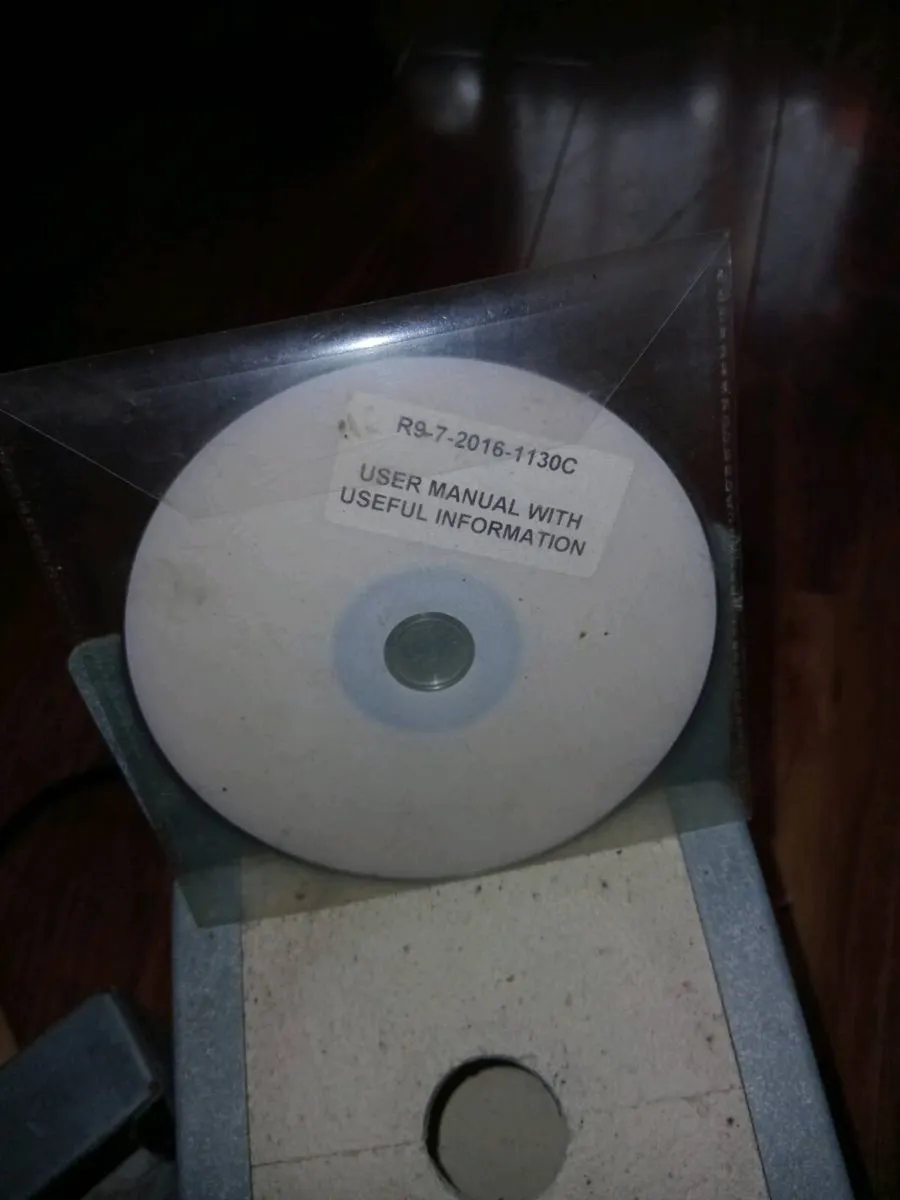 R9-7-2016-1130C
USER MANUAL WITH
USEFUL INFORMATION